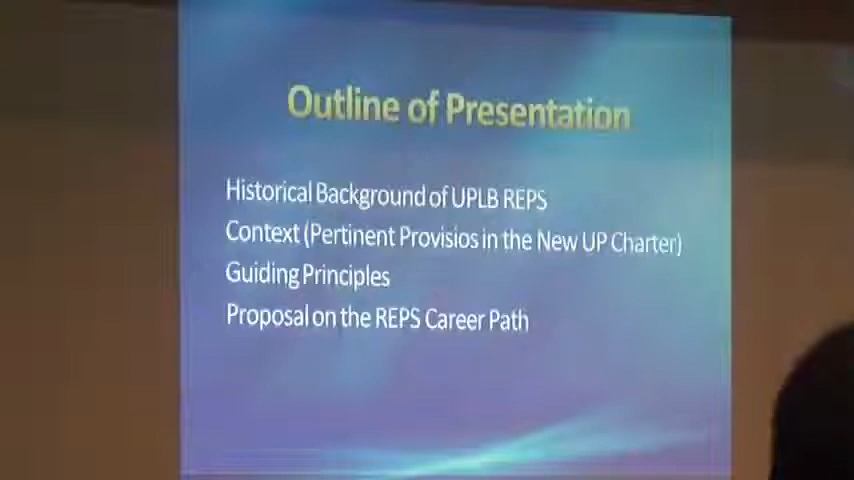 Outline of Presentation
Historical Background of UPLB REPS
Context (Pertinent Provisios in the New UP Charter)
Guiding Principles
Proposal on the REPS Career Path